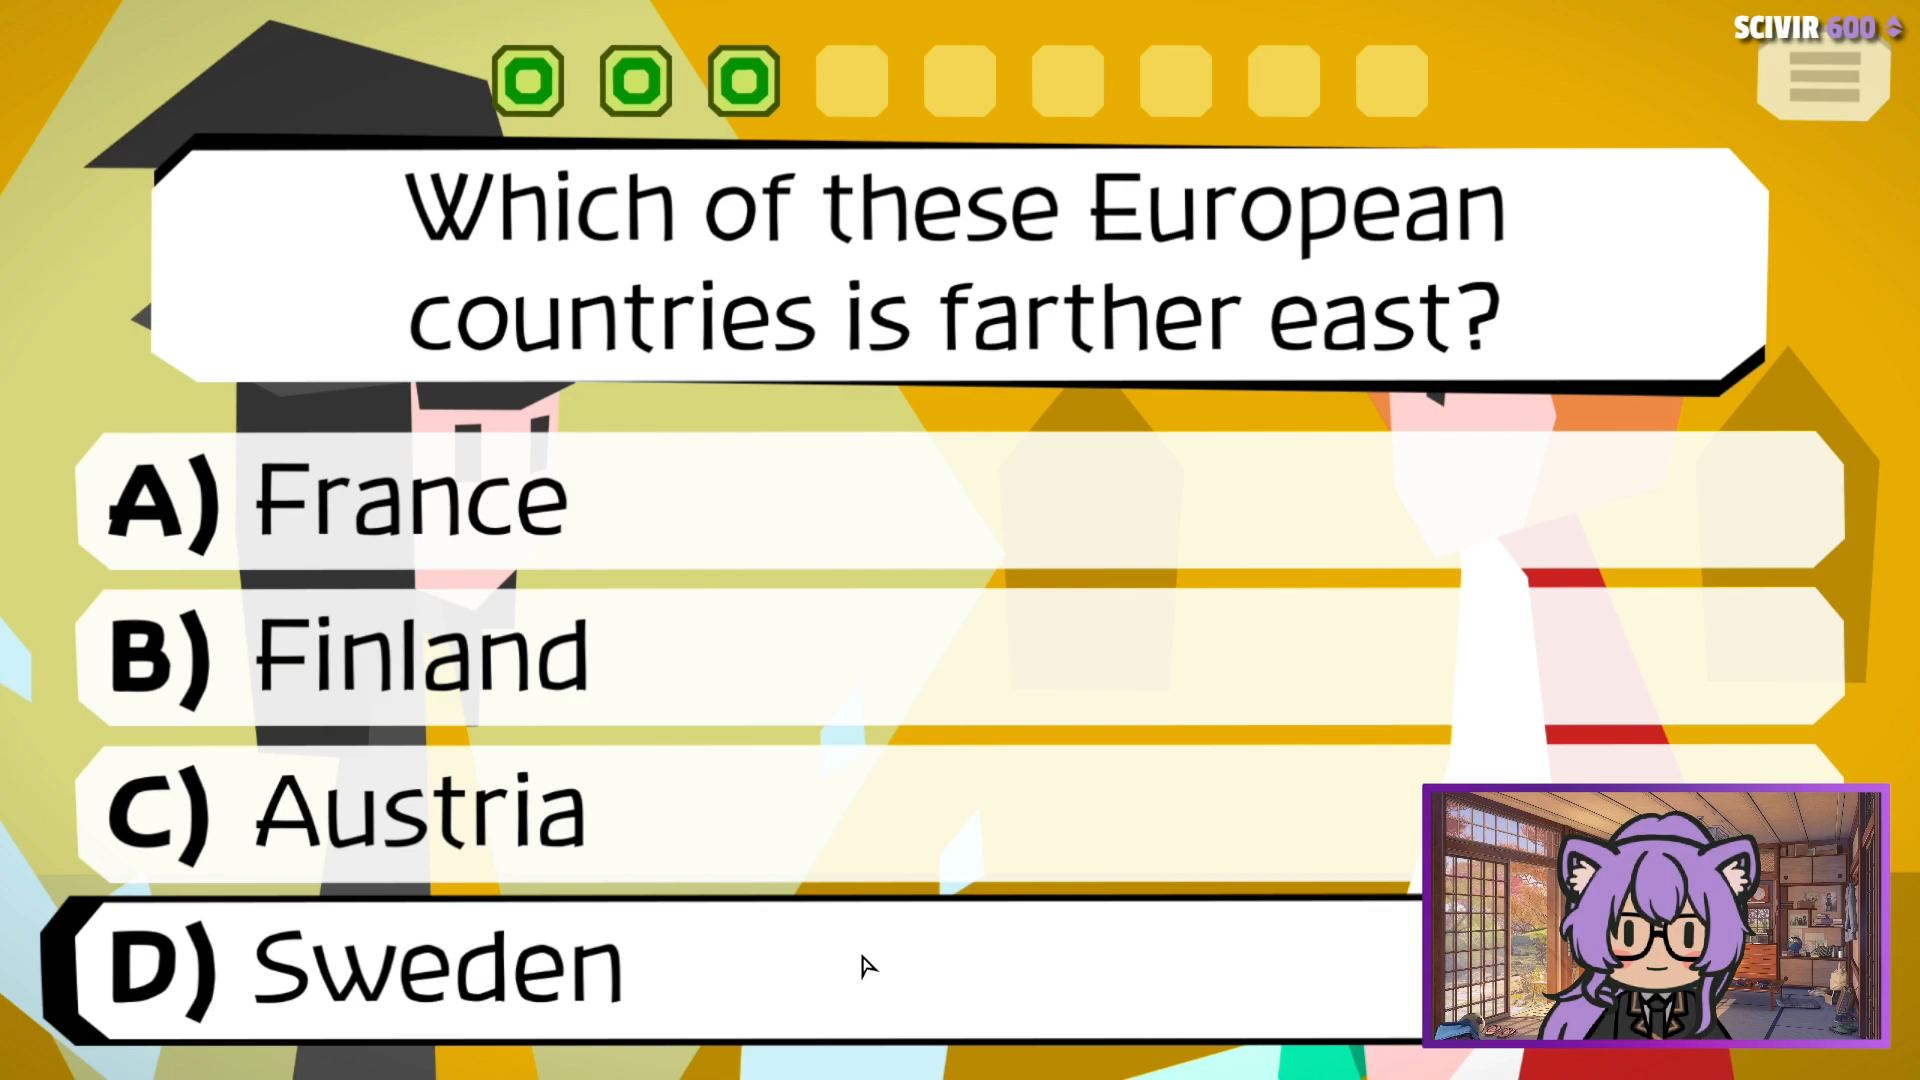 SCIVIR 600
Which of these European
countries is farther east?
A) France
B) Finland
C) Austria
D) Sweden